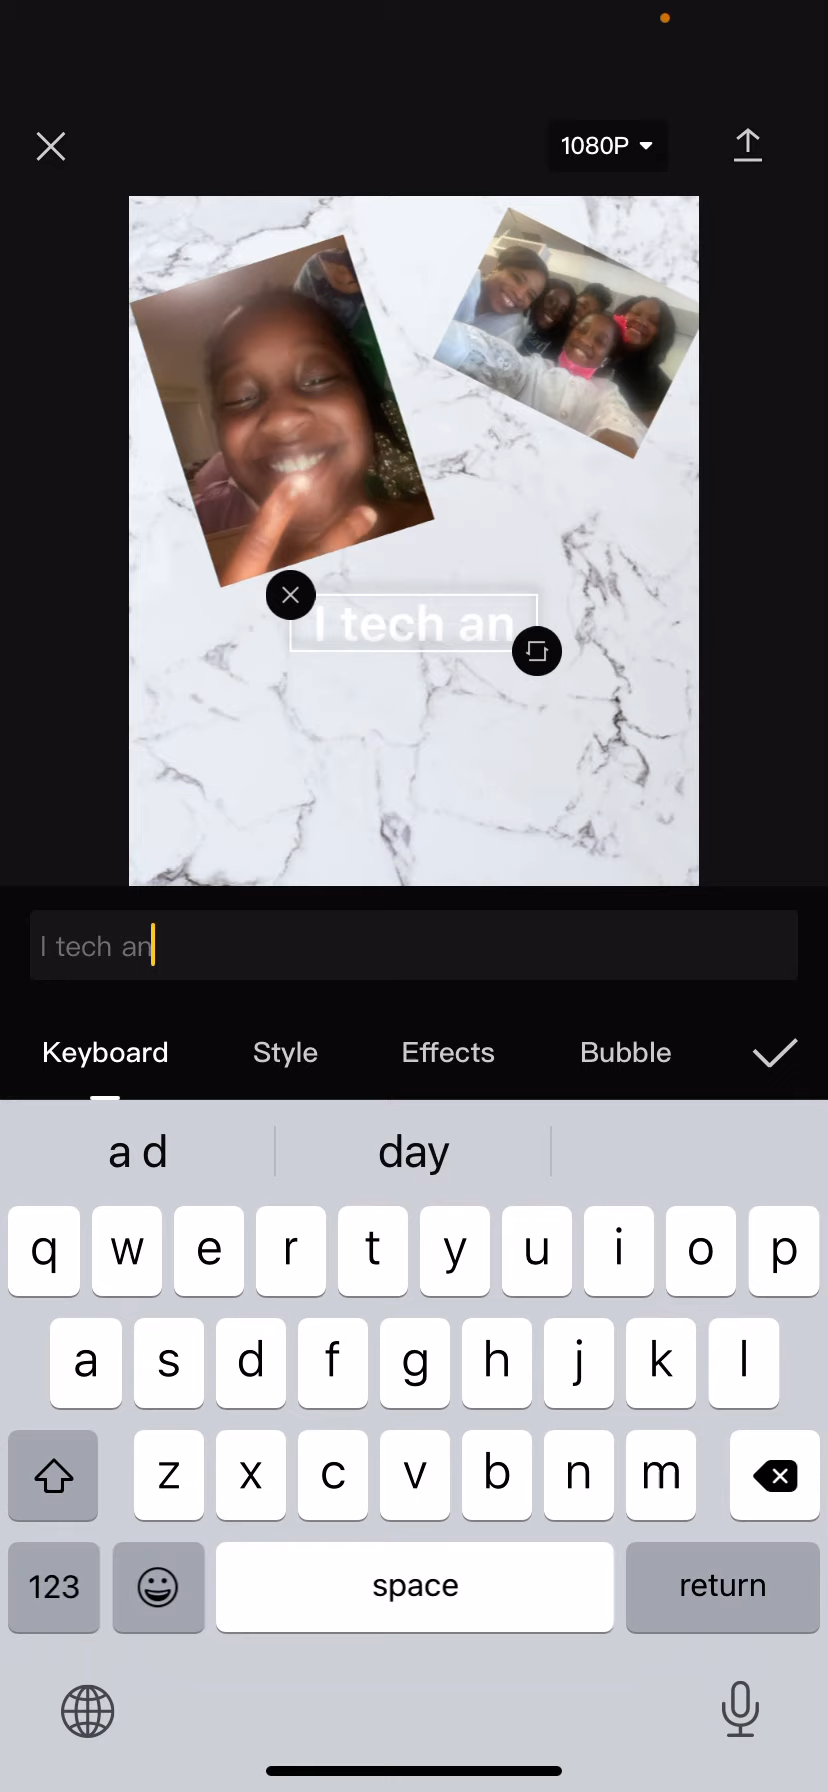 1080P
I tech an
I tech an
Keyboard Style Effects Bubble
a d day
q w e r t y u i o p
a s d f g h j k l
z x c v b n m
123 space return